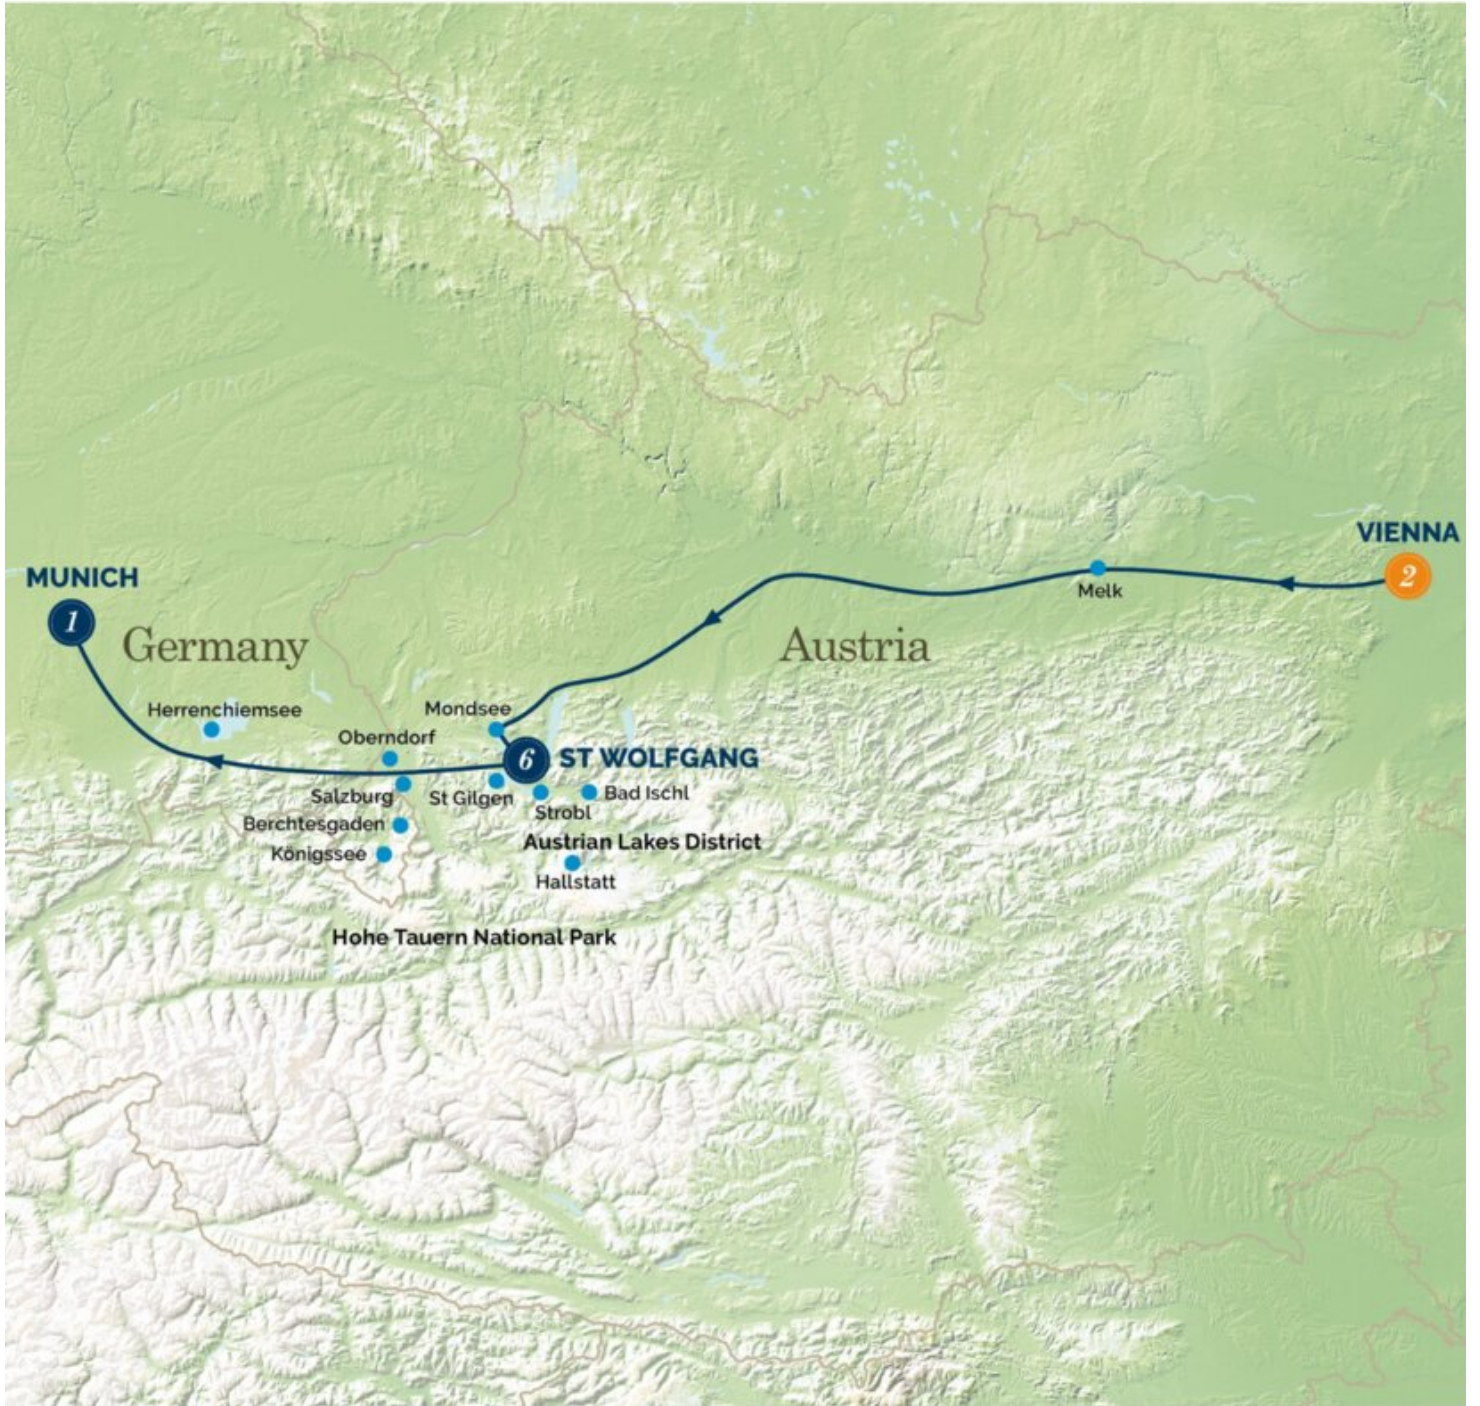 VIENNA
2
MUNICH
Melk
1
Germany
Austria
Herrenchiemsee
Mondsee
Oberndorf
6
ST WOLFGANG
Salzburg
St Gilgen
Bad Ischl
Strobl
Berchtesgaden
Austrian Lakes District
Königssee
Hallstatt
Hohe Tauern National Park